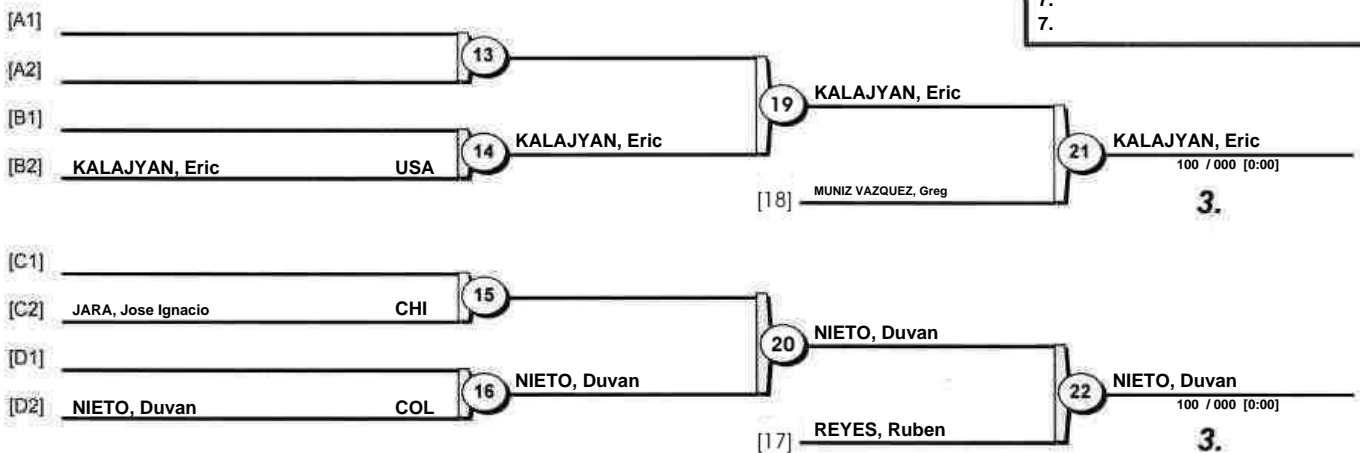 7.
7.
[A1]
13
[A2]
19 KALAJYAN, Eric
[B1]
14 KALAJYAN, Eric
21 KALAJYAN, Eric
[B2] KALAJYAN, Eric USA
100 / 000 [0:00]
[18] MUNIZ VAZQUEZ, Greg
3.
[C1]
15
[C2] JARA, Jose Ignacio CHI
20 NIETO, Duvan
[D1]
16 NIETO, Duvan
22 NIETO, Duvan
[D2] NIETO, Duvan COL
100 / 000 [0:00]
[17] REYES, Ruben
3.